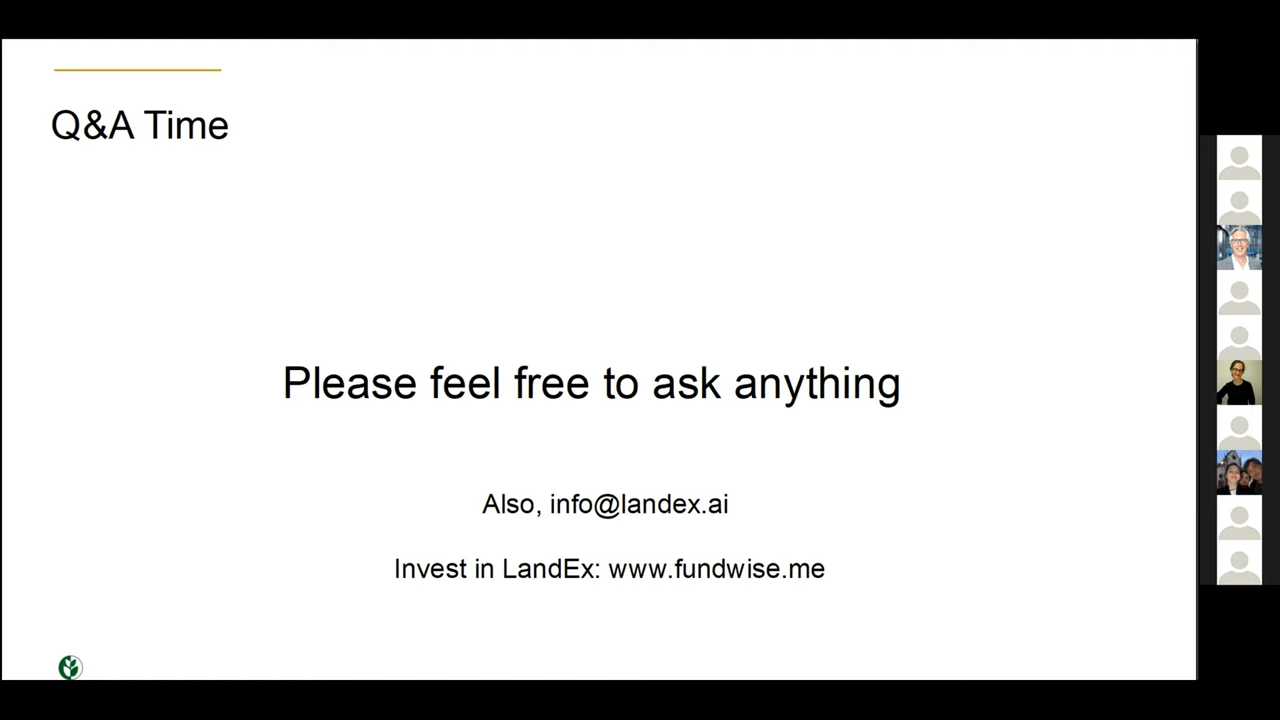 Q&A Time
Please feel free to ask anything
Also, info@landex.ai
Invest in LandEx: www.fundwise.me